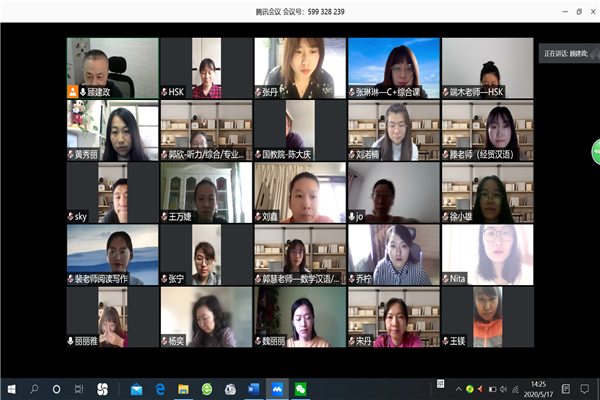 腾讯会议 会议号：599 328 239
正在讲话: 顾建政;
顾建政
HSK
张丹
张琳琳—C+综合课
端木老师—HSK
黄秀丽
郭欣-听力/综合/专业...
国教院-陈大庆
刘若楠
滕老师（经贸汉语）
sky
王万婕
刘鑫
jo
徐小雄
裴老师阅读写作
张宁
郭慧老师—数学汉语/...
乔柠
Nita
丽丽雅
杨奕
魏丽丽
宋丹
王镁
14:25
2020/5/17